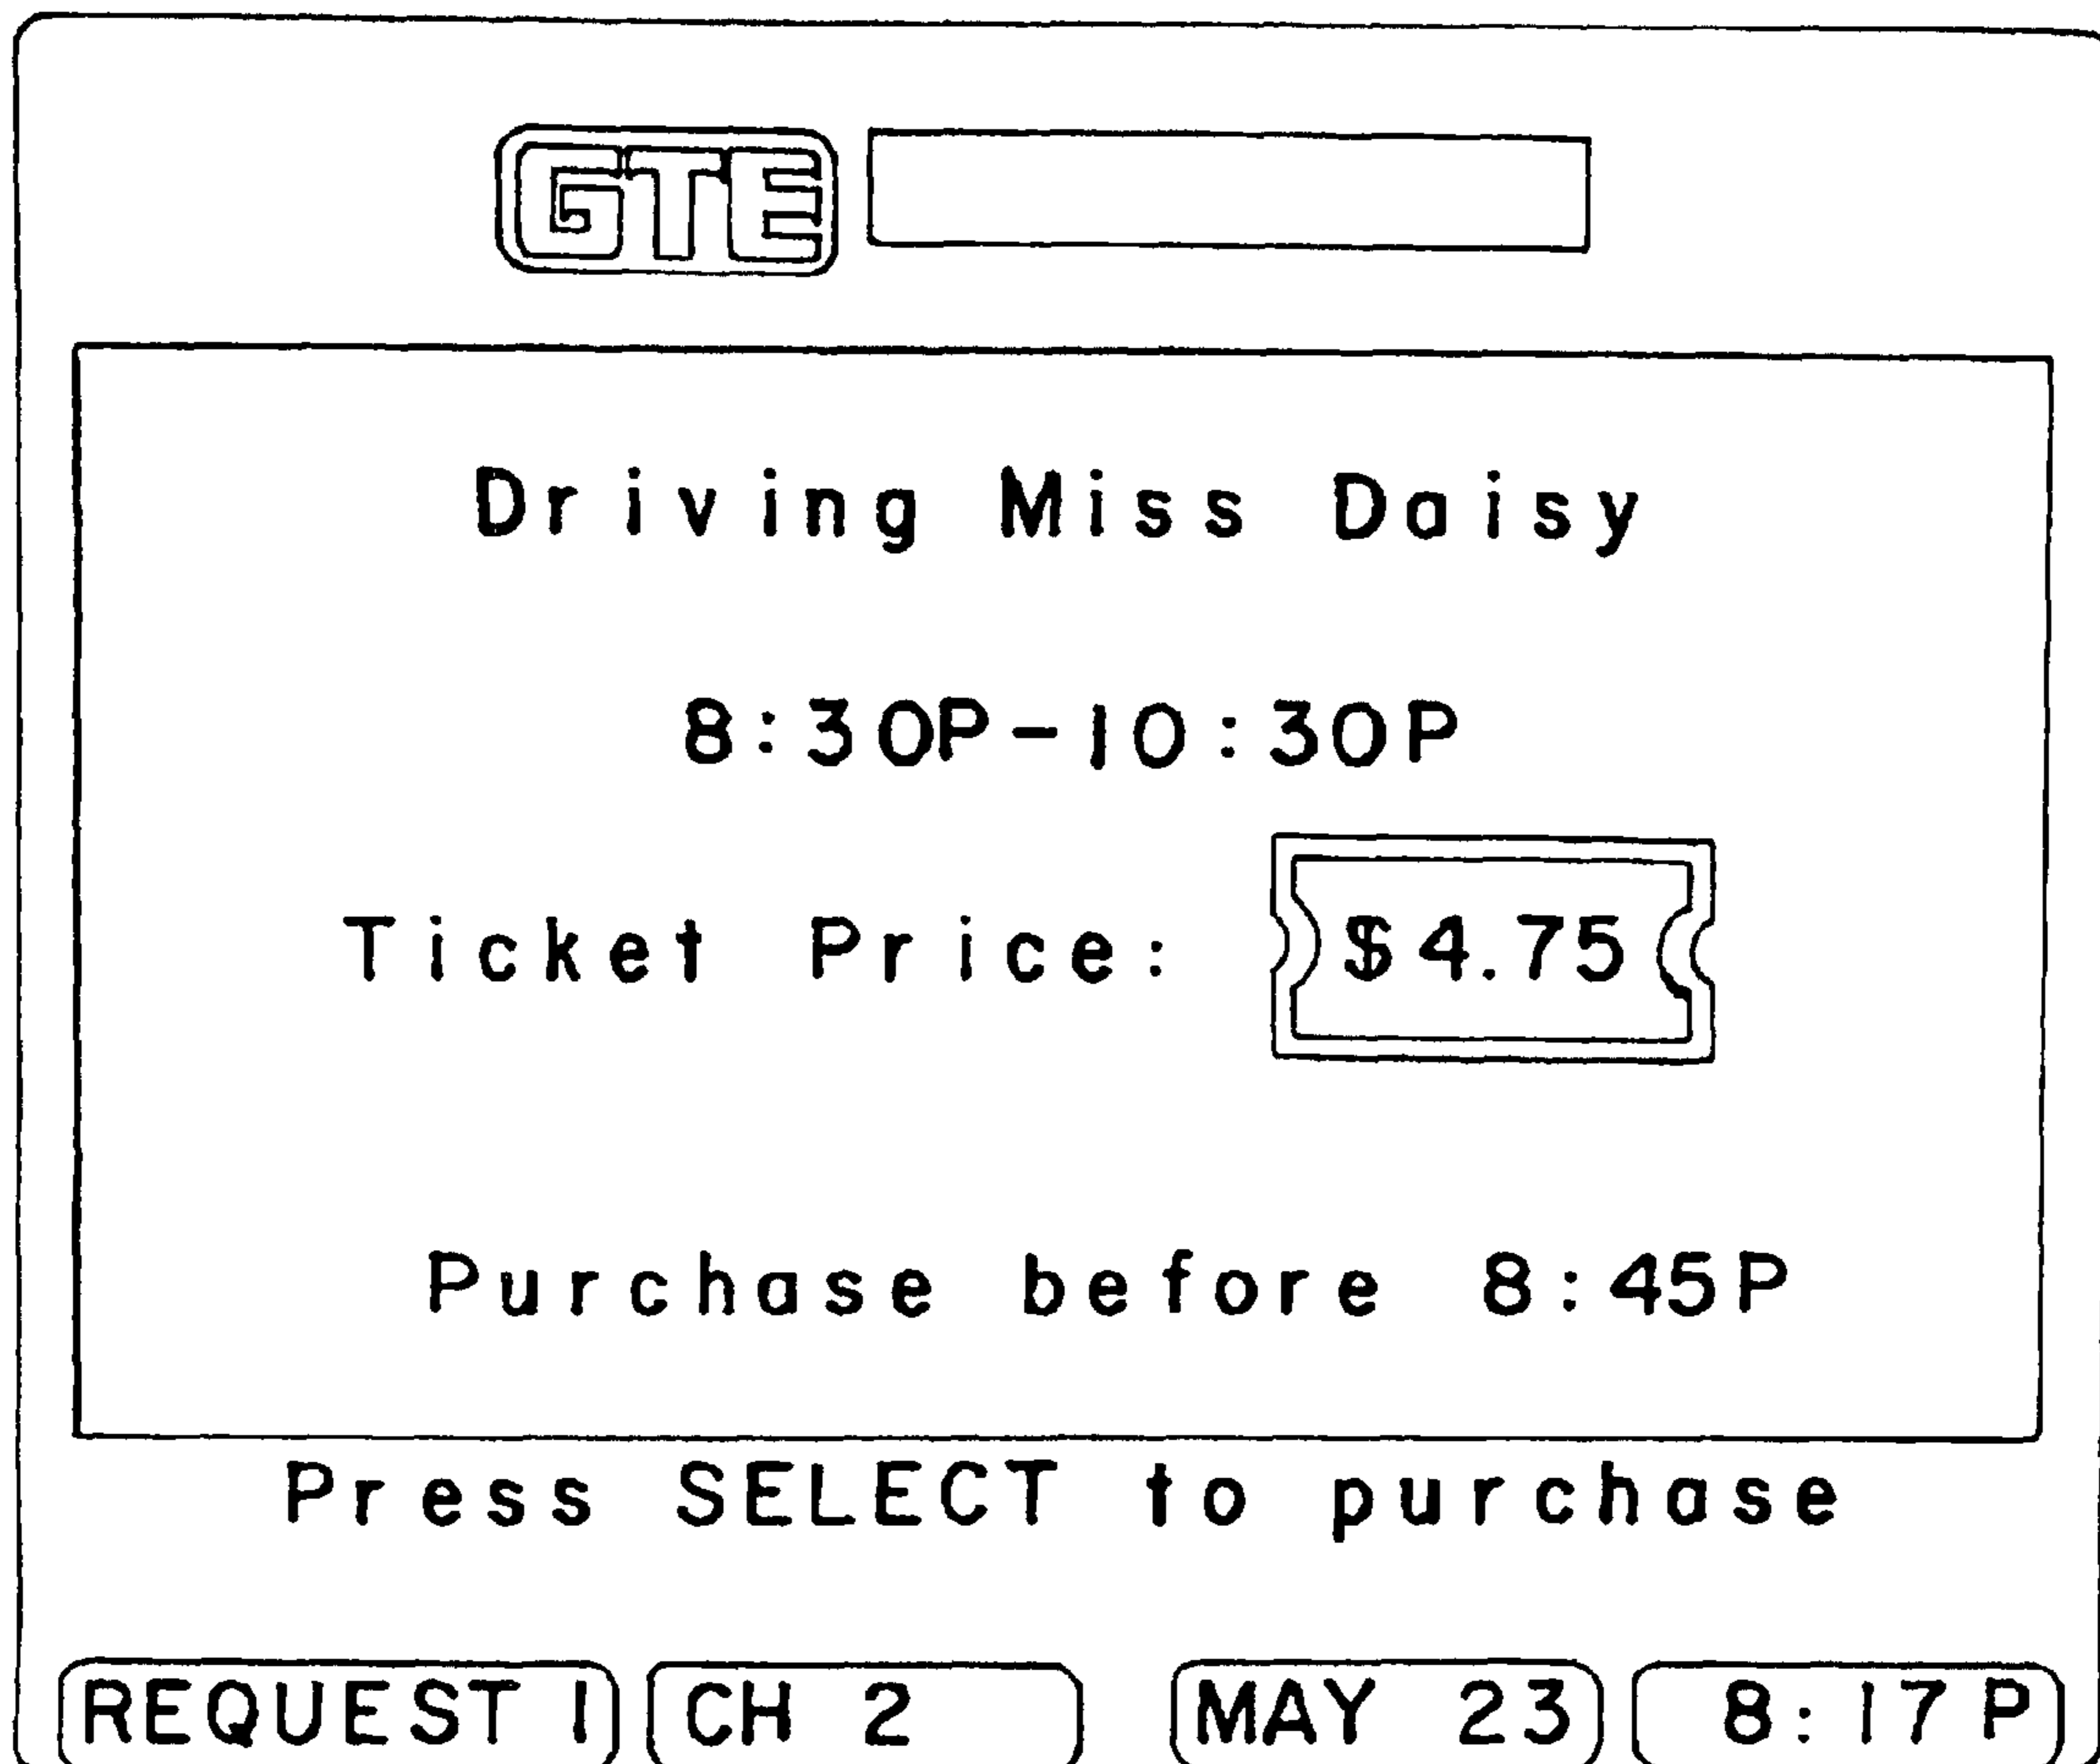 GTE
Driving Miss Daisy
8:30P-10:30P
Ticket Price: $4.75
Purchase before 8:45P
Press SELECT to purchase
REQUEST 1 CH 2 MAY 23 8:17P